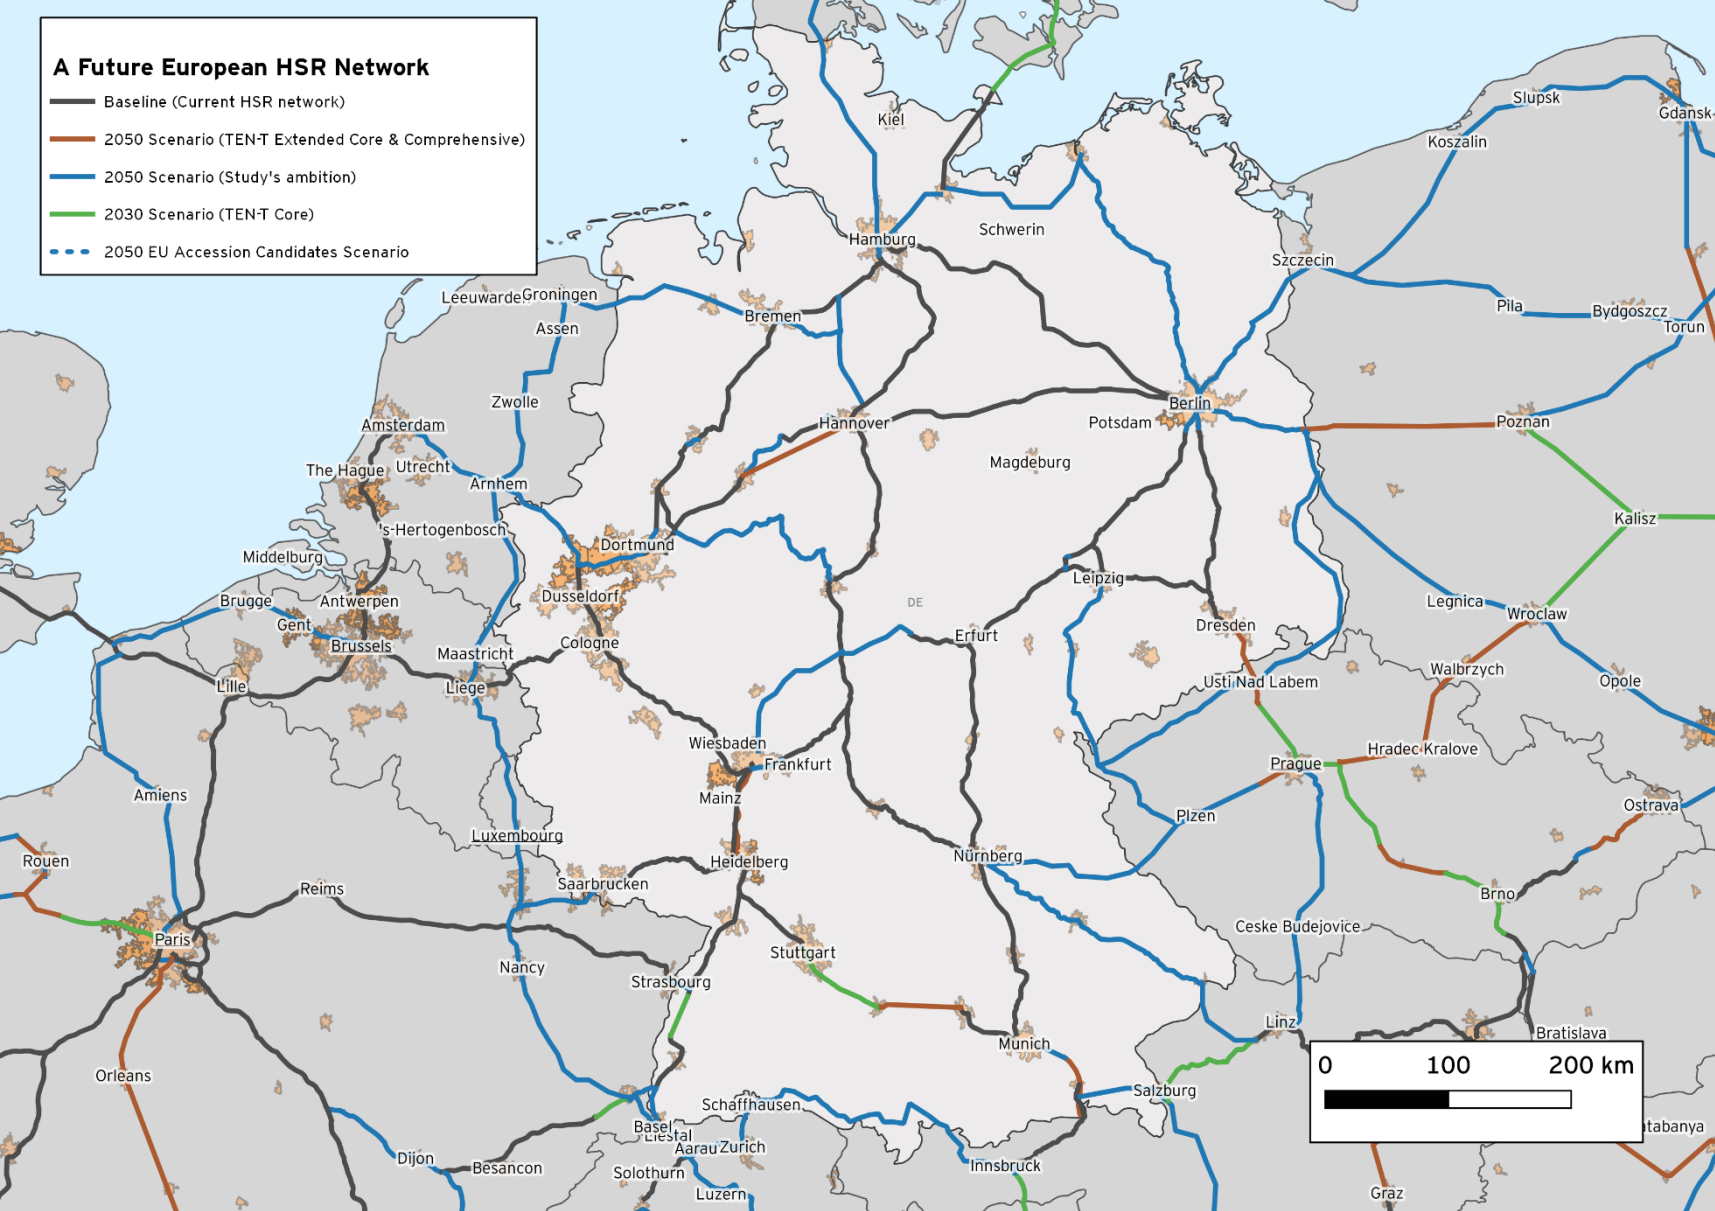 A Future European HSR Network
Baseline (Current HSR network)
2050 Scenario (TEN-T Extended Core & Comprehensive)
2050 Scenario (Study's ambition)
2030 Scenario (TEN-T Core)
2050 EU Accession Candidates Scenario
Slupsk
Gdansk
Kiel
Koszalin
Schwerin
Hamburg
Szczecin
Leeuwarden
Groningen
Pila
Bydgoszcz
Bremen
Assen
Torun
Zwolle
Berlin
Amsterdam
Hannover
Potsdam
Poznan
The Hague
Utrecht
Magdeburg
Arnhem
Kalisz
's-Hertogenbosch
Dortmund
Middelburg
Leipzig
Dusseldorf
Brugge
Antwerpen
DE
Legnica
Wroclaw
Gent
Dresden
Erfurt
Brussels
Cologne
Maastricht
Walbrzych
Lille
Liege
Usti Nad Labem
Opole
Wiesbaden
Frankfurt
Hradec Kralove
Prague
Amiens
Mainz
Ostrava
Plzen
Luxembourg
Rouen
Heidelberg
Nürnberg
Reims
Saarbrucken
Brno
Ceske Budejovice
Paris
Stuttgart
Nancy
Strasbourg
Linz
Bratislava
Munich
0 100 200 km
Orleans
Salzburg
Schaffhausen
Basel
Liestal
atabanya
Aarau
Zurich
Dijon
Besancon
Innsbruck
Solothurn
Luzern
Graz